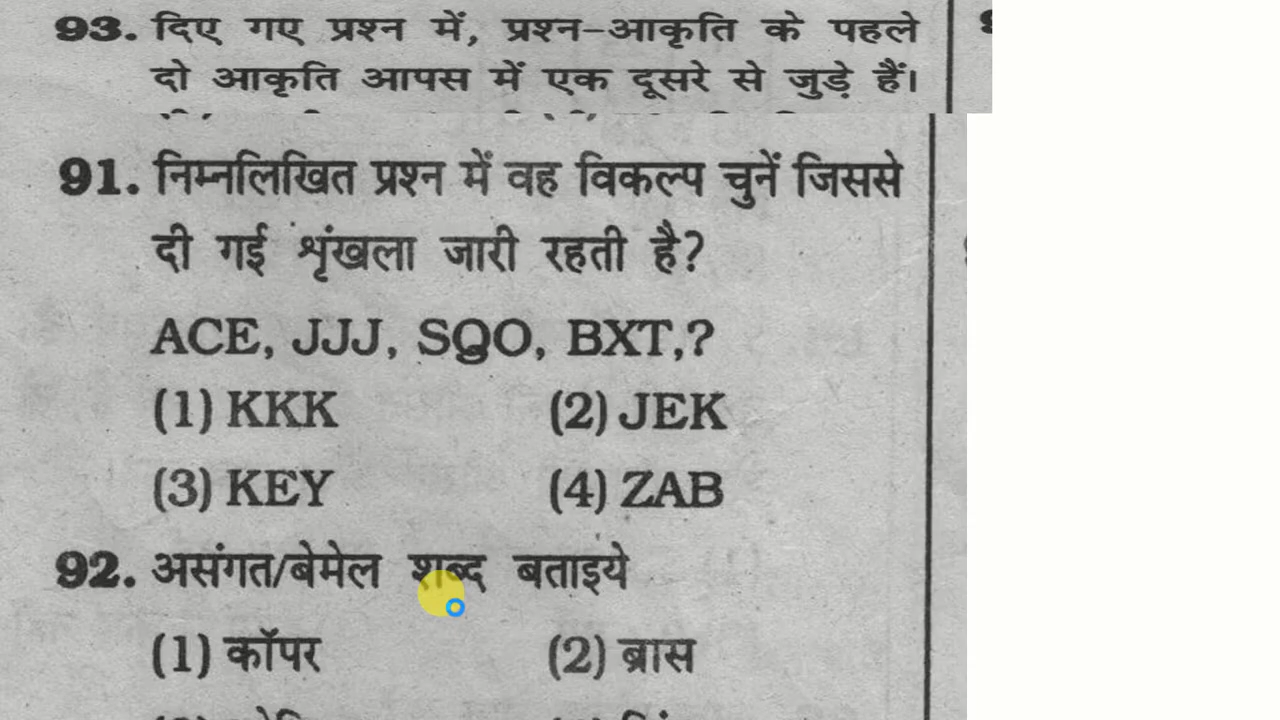 93. दिए गए प्रश्न में, प्रश्न-आकृति के पहले
दो आकृति आपस में एक दूसरे से जुड़े हैं।
91. निम्नलिखित प्रश्न में वह विकल्प चुनें जिससे
दी गई शृंखला जारी रहती है?
ACE, JJJ, SQO, BXT,?
(1) KKK (2) JEK
(3) KEY (4) ZAB
92. असंगत/बेमेल शब्द बताइये
(1) कॉपर (2) ब्रास